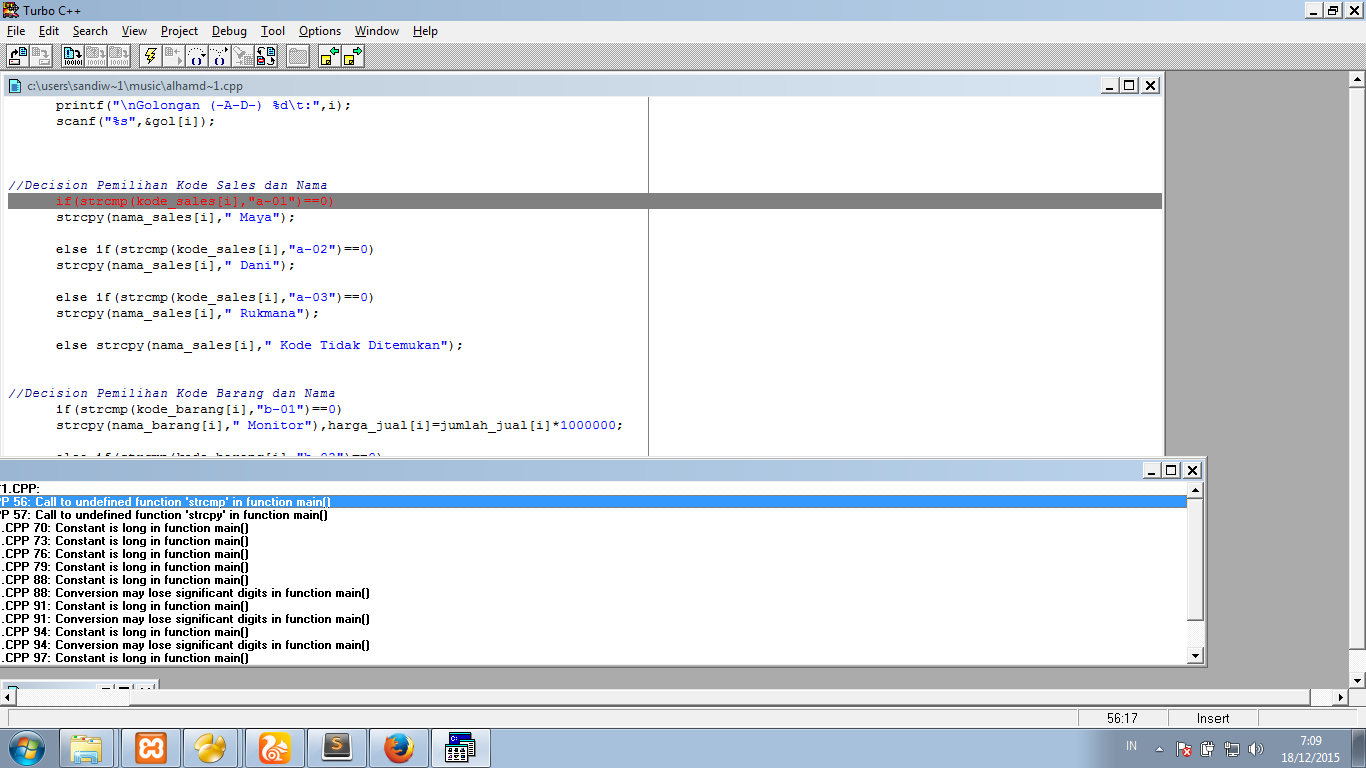 Turbo C++
File Edit Search View Project Debug Tool Options Window Help
c:\users\sandiw~1\music\alhamd~1.cpp
printf("\nGolongan (-A-D-) %d\t:",i);
scanf("%s",&gol[i]);
//Decision Pemilihan Kode Sales dan Nama
if(strcmp(kode_sales[i],"a-01")==0)
strcpy(nama_sales[i]," Maya");
else if(strcmp(kode_sales[i],"a-02")==0)
strcpy(nama_sales[i]," Dani");
else if(strcmp(kode_sales[i],"a-03")==0)
strcpy(nama_sales[i]," Rukmana");
else strcpy(nama_sales[i]," Kode Tidak Ditemukan");
//Decision Pemilihan Kode Barang dan Nama
if(strcmp(kode_barang[i],"b-01")==0)
strcpy(nama_barang[i]," Monitor"),harga_jual[i]=jumlah_jual[i]*1000000;
else if(strcmp(kode_barang[i],"b-02")==0)
1.CPP:
PP 56: Call to undefined function 'strcmp' in function main()
PP 57: Call to undefined function 'strcpy' in function main()
.CPP 70: Constant is long in function main()
.CPP 73: Constant is long in function main()
.CPP 76: Constant is long in function main()
.CPP 79: Constant is long in function main()
.CPP 88: Constant is long in function main()
.CPP 88: Conversion may lose significant digits in function main()
.CPP 91: Constant is long in function main()
.CPP 91: Conversion may lose significant digits in function main()
.CPP 94: Constant is long in function main()
.CPP 94: Conversion may lose significant digits in function main()
.CPP 97: Constant is long in function main()
56:17 Insert
IN
7:09
18/12/2015